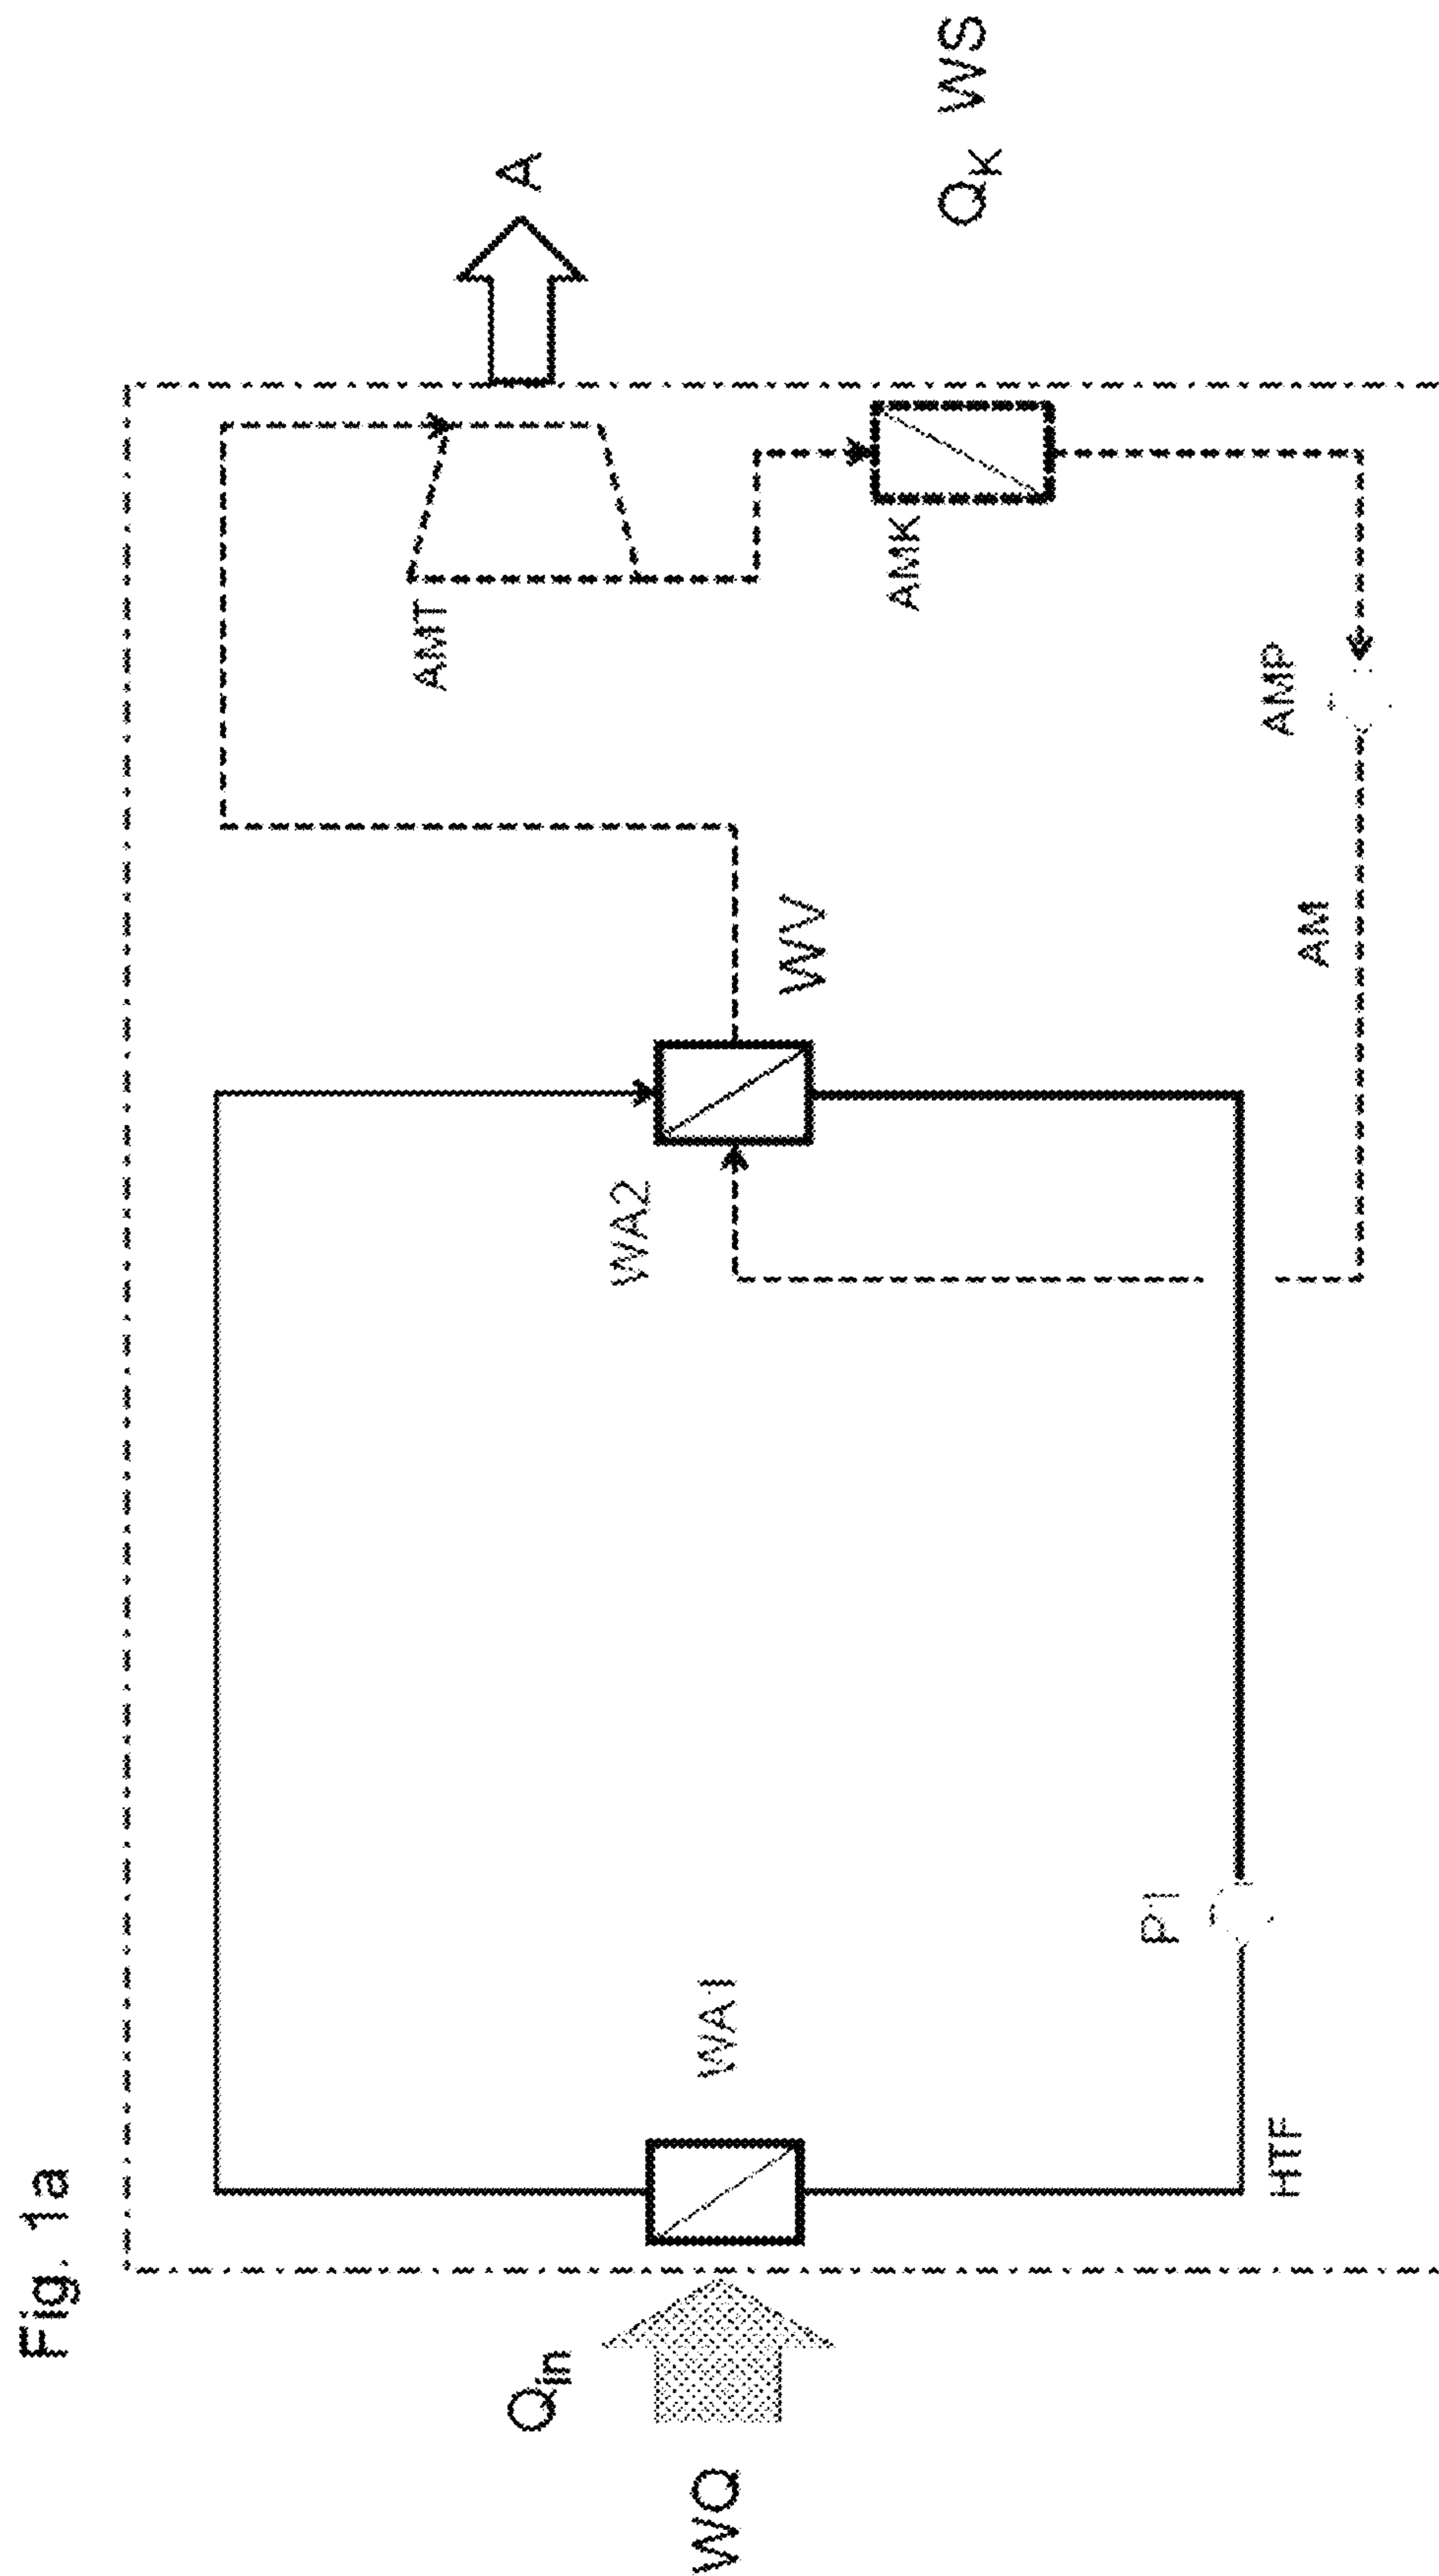 Fig. 1a
A
AMT
Qin
WA2
WQ
WA1
WV
AMK
QK WS
P1
AMP
HTF
AM